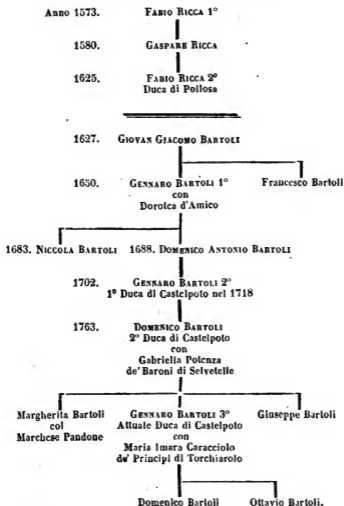 Anno 1573. FABIO RICCA 1°
1580. GASPARE RICCA
1625. FABIO RICCA 2°
Duca di Pollosa
1627. GIOVAN GIACOMO BARTOLI
1650. GENNARO BARTOLI 1° Francesco Bartoli
con
Dorotea d'Amico
1683. NICCOLA BARTOLI 1688. DOMENICO ANTONIO BARTOLI
1702. GENNARO BARTOLI 2°
1° Duca di Castelpoto nel 1718
1763. DOMENICO BARTOLI
2° Duca di Castelpoto
con
Gabriella Potenza
de' Baroni di Selvetelle
Margherita Bartoli GENNARO BARTOLI 3° Giuseppe Bartoli
col Attuale Duca di Castelpoto
Marchese Pandone con
Maria Imara Caracciolo
de' Principi di Torchiarolo
Domenico Bartoli Ottavio Bartoli.